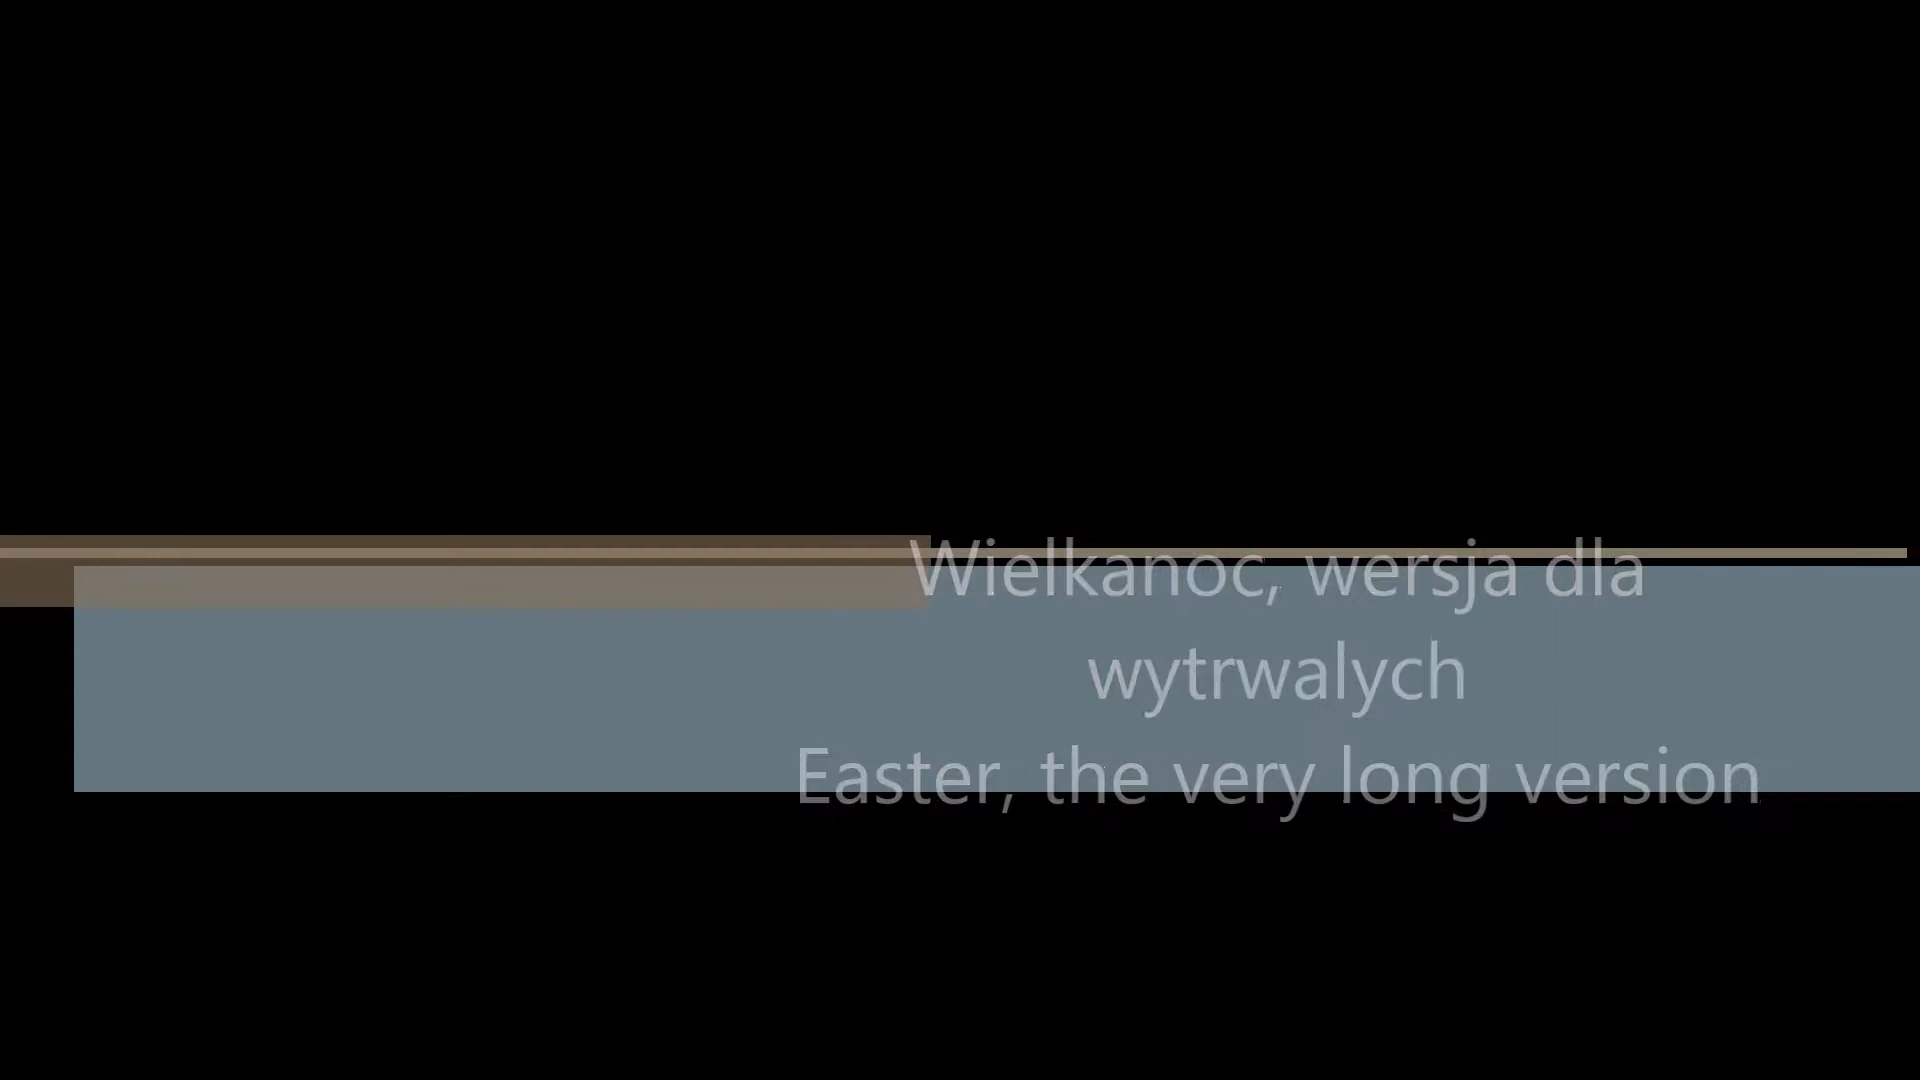 Wielkanoc, wersja dla
wytrwalych
Easter, the very long version